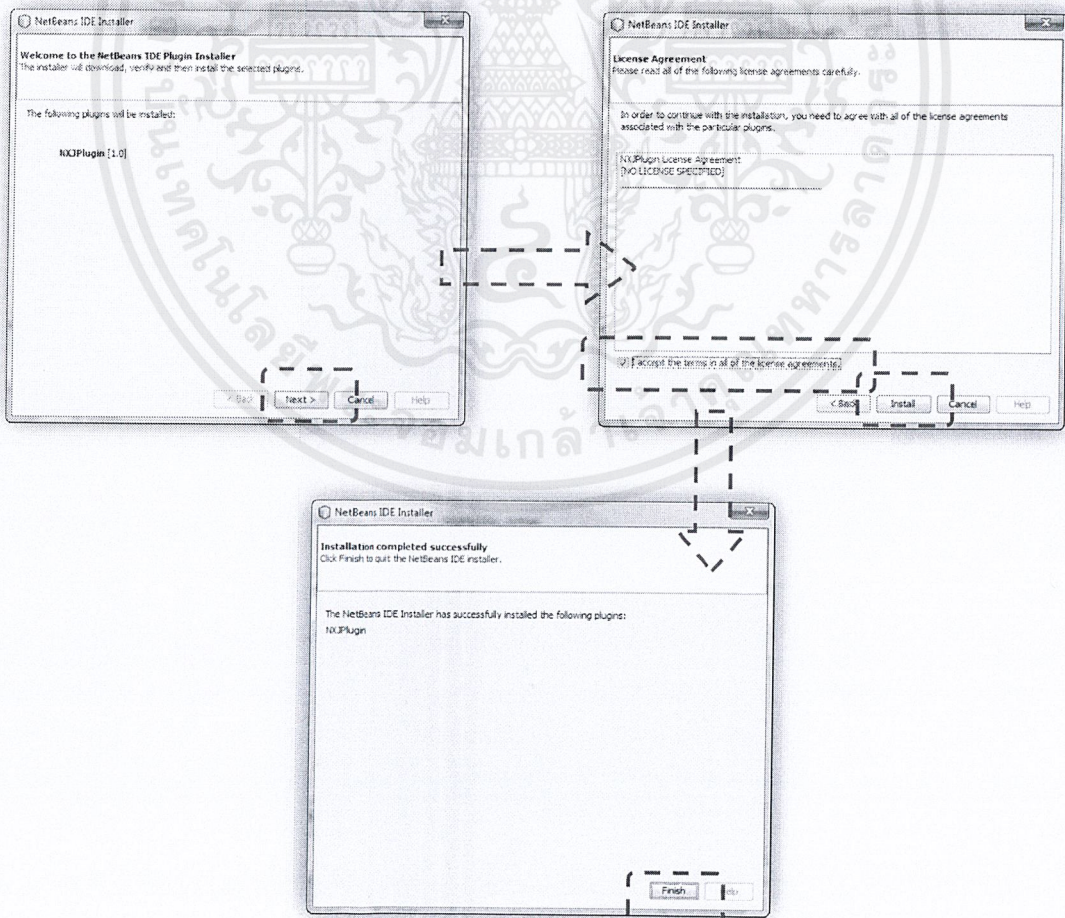 NetBeans IDE Installer
Welcome to the NetBeans IDE Plugin Installer
The installer will download, verify and then install the selected plugins.
The following plugins will be installed:
NXJPlugin [1.0]
< Back
Next >
Cancel
Help
NetBeans IDE Installer
License Agreement
Please read all of the following license agreements carefully.
In order to continue with the installation, you need to agree with all of the license agreements
associated with the particular plugins.
NXJPlugin License Agreement
[NO LICENSE SPECIFIED]
I accept the terms in all of the license agreements.
< Back
Install
Cancel
Help
NetBeans IDE Installer
Installation completed successfully
Click Finish to quit the NetBeans IDE installer.
The NetBeans IDE Installer has successfully installed the following plugins:
NXJPlugin
Finish
Help